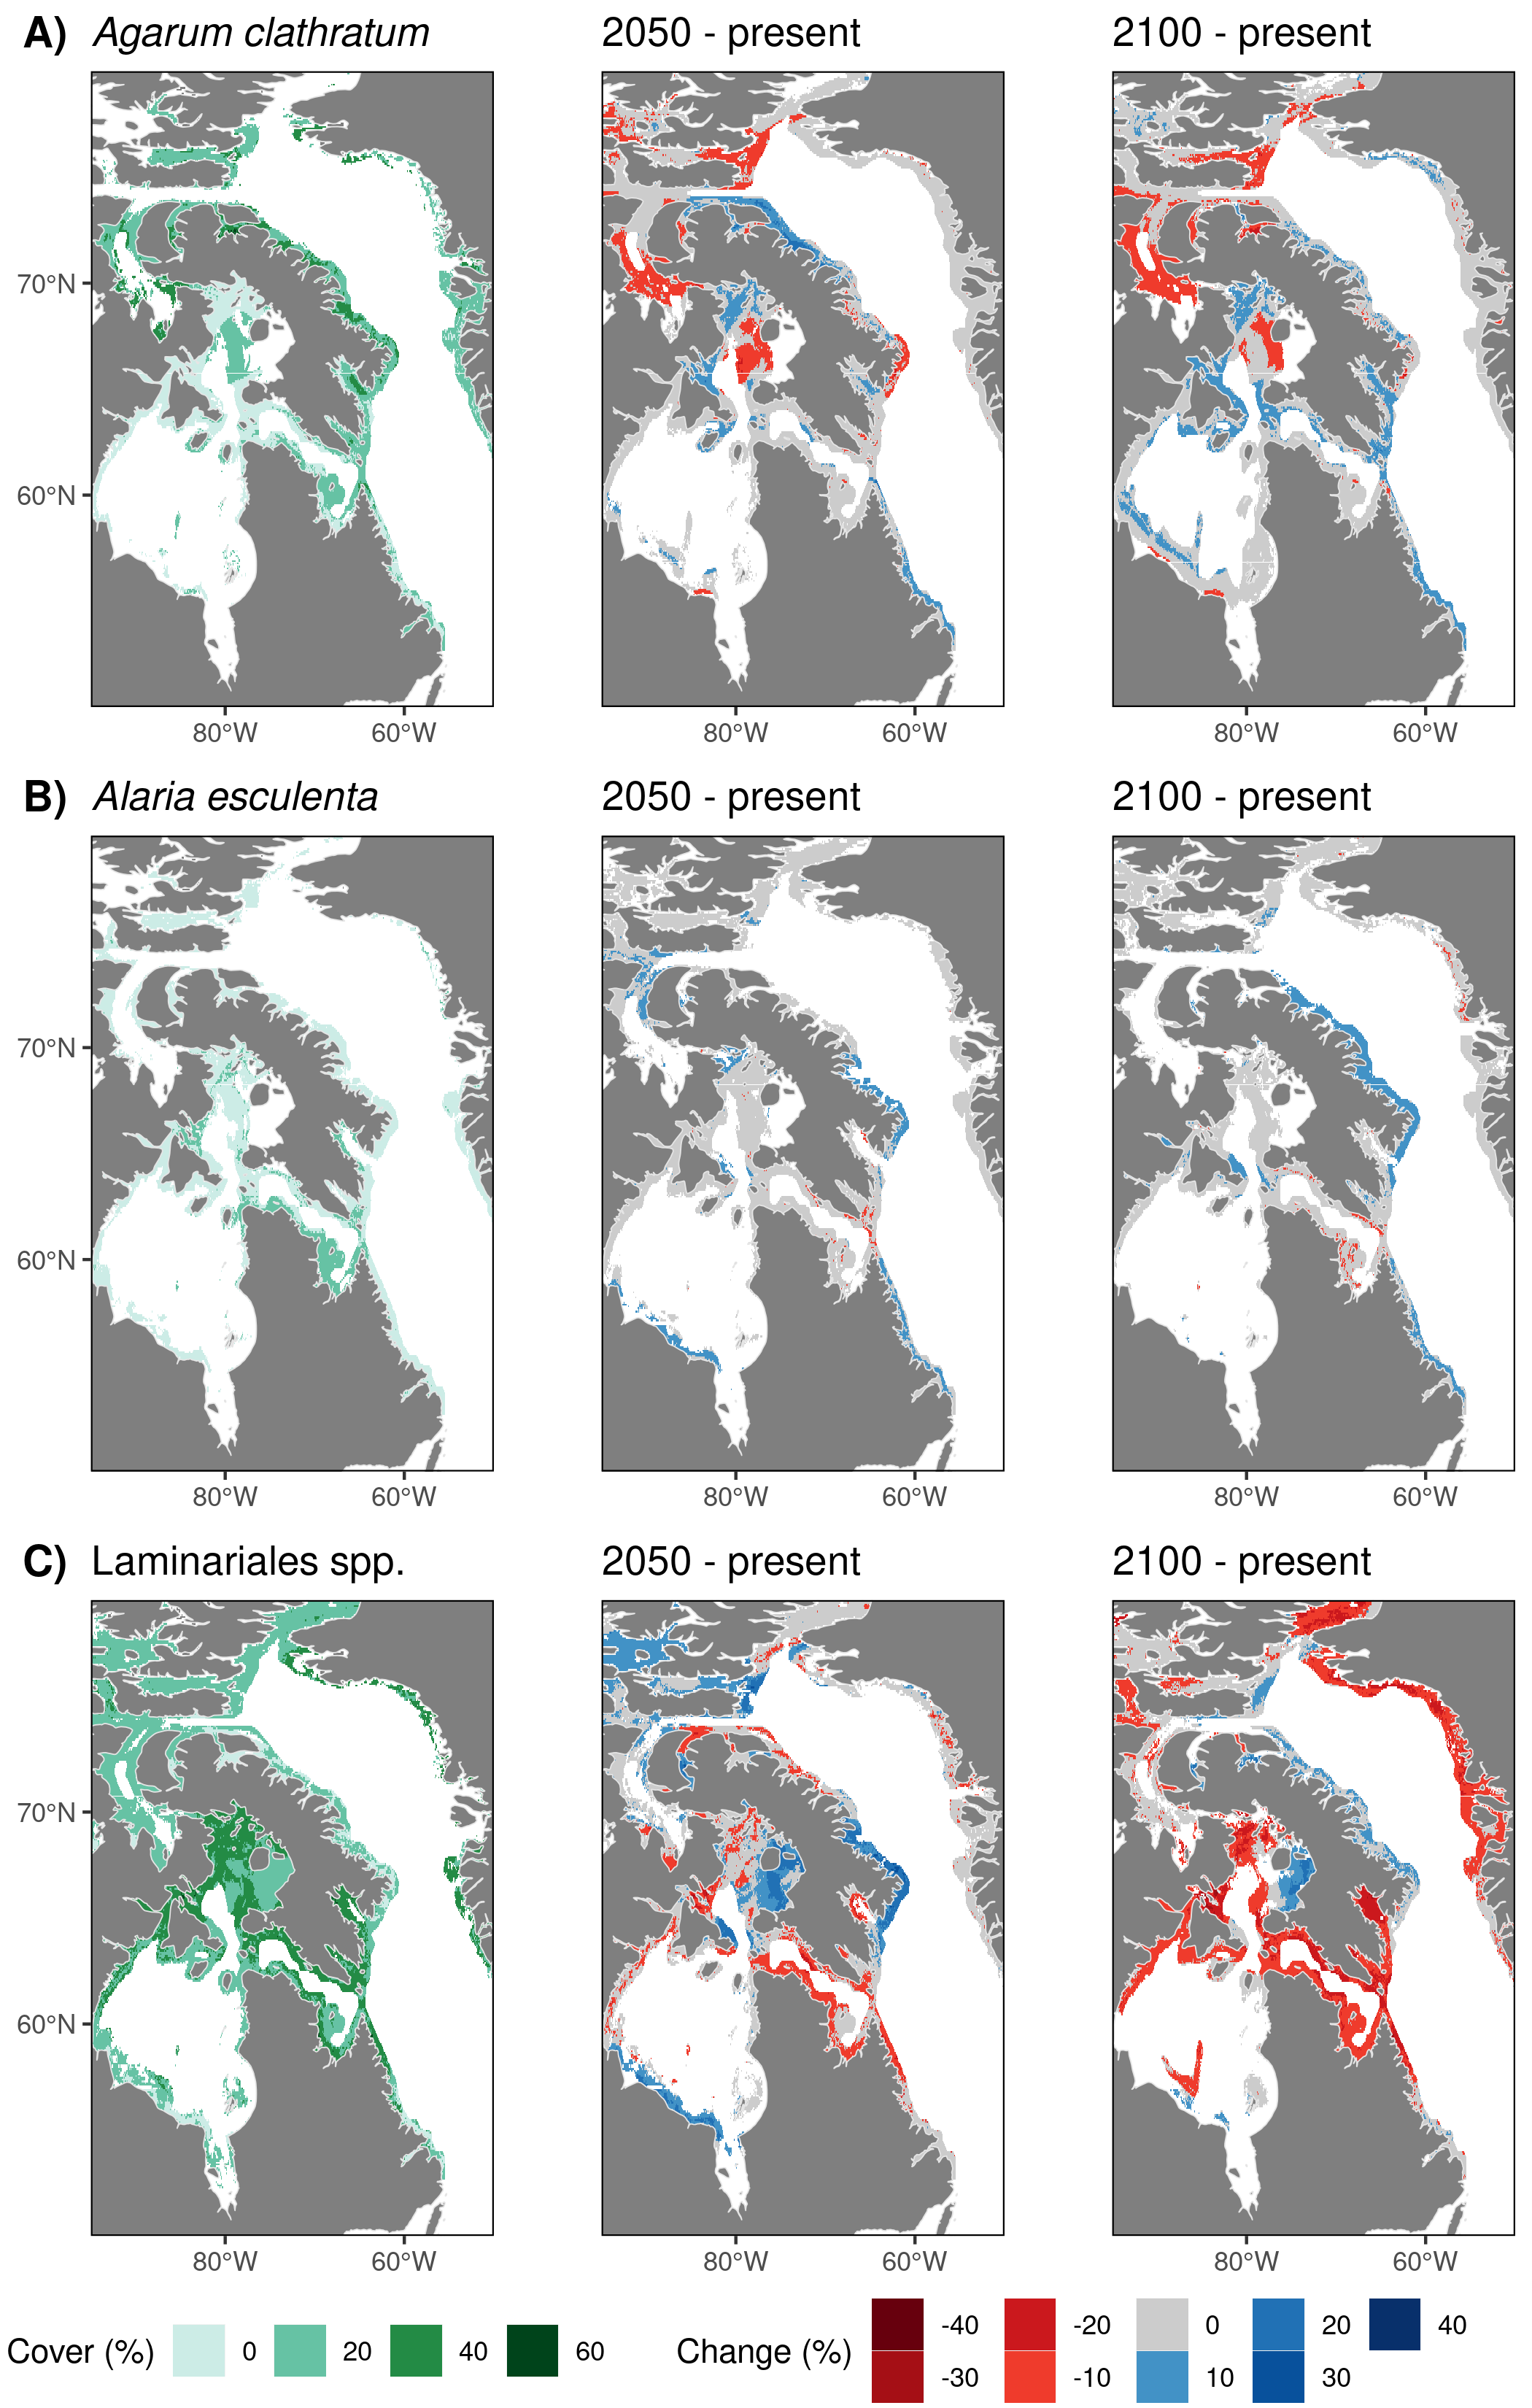 A) Agarum clathratum 2050 - present 2100 - present
70°N
60°N
80°W 60°W 80°W 60°W 80°W 60°W
B) Alaria esculenta 2050 - present 2100 - present
70°N
60°N
80°W 60°W 80°W 60°W 80°W 60°W
C) Laminariales spp. 2050 - present 2100 - present
70°N
60°N
80°W 60°W 80°W 60°W 80°W 60°W
Cover (%) 0 20 40 60
Change (%) -40 -20 0 20 40
-30 -10 10 30